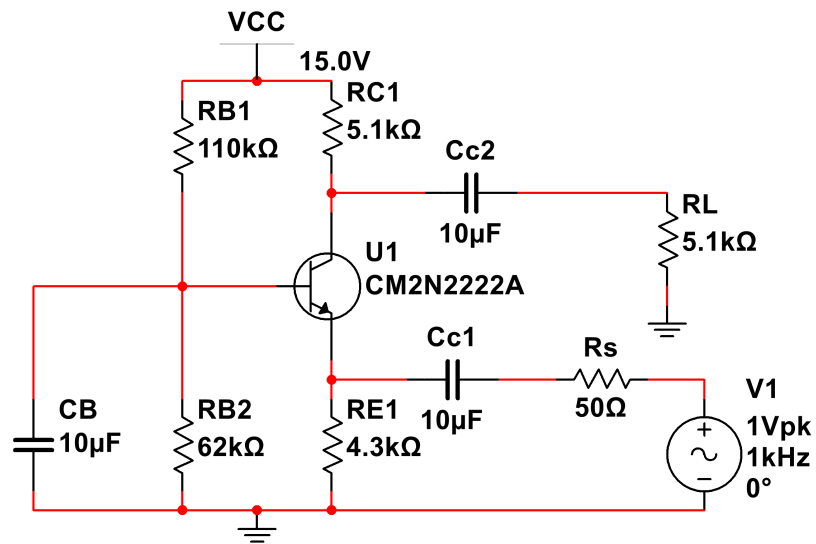 VCC
15.0V
RB1
110kΩ
RC1
5.1kΩ
Cc2
10µF
RL
5.1kΩ
U1
CM2N2222A
Cc1
10µF
Rs
50Ω
V1
1Vpk
1kHz
0°
CB
10µF
RB2
62kΩ
RE1
4.3kΩ